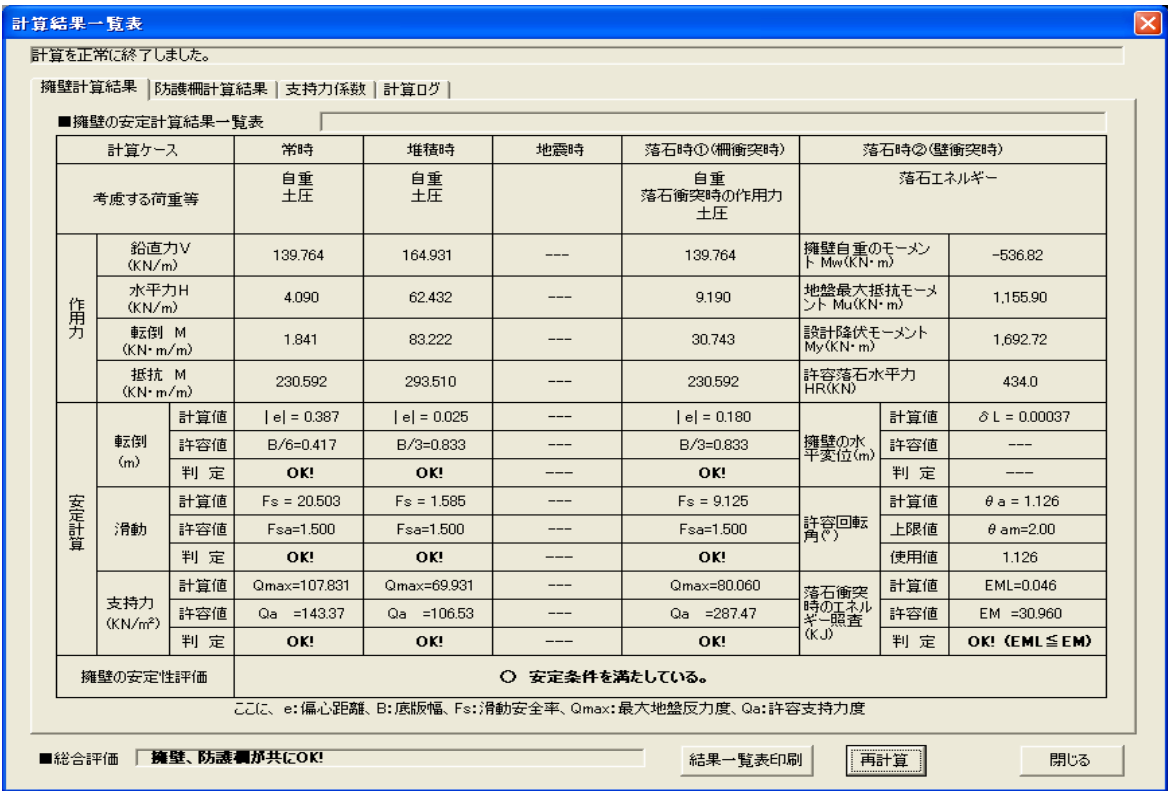 計算結果一覧表
計算を正常に終了しました。
擁壁計算結果 防護柵計算結果 支持力係数 計算ログ
■擁壁の安定計算結果一覧表
計算ケース 常時 堆積時 地震時 落石時①(柵衝突時) 落石時②(壁衝突時)
考慮する荷重等
自重
土圧
自重
土圧
自重
落石衝突時の作用力
土圧
落石エネルギー
作用力
鉛直力V
(KN/m)
139.764 164.931 --- 139.764
擁壁自重のモーメン
ト Mw(KN・m)
-536.82
水平力H
(KN/m)
4.090 62.432 --- 9.190
地盤最大抵抗モーメ
ント Mu(KN・m)
1,155.90
転倒 M
(KN・m/m)
1.841 83.222 --- 30.743
設計降伏モーメント
My(KN・m)
1,692.72
抵抗 M
(KN・m/m)
230.592 293.510 --- 230.592
許容落石水平力
HR(KN)
434.0
安定計算
転倒
(m)
計算値 |e| = 0.387 |e| = 0.025 --- |e| = 0.180
許容値 B/6=0.417 B/3=0.833 --- B/3=0.833
判 定 OK! OK! --- OK!
擁壁の水
平変位(m)
計算値 δL = 0.00037
許容値 ---
判 定 ---
滑動
計算値 Fs = 20.503 Fs = 1.585 --- Fs = 9.125
許容値 Fsa=1.500 Fsa=1.500 --- Fsa=1.500
判 定 OK! OK! --- OK!
許容回転
角(°)
計算値 θa = 1.126
上限値 θam=2.00
使用値 1.126
支持力
(KN/m²)
計算値 Qmax=107.831 Qmax=69.931 --- Qmax=80.060
許容値 Qa =143.37 Qa =106.53 --- Qa =287.47
判 定 OK! OK! --- OK!
落石衝突
時のエネル
ギー照査
(KJ)
計算値 EML=0.046
許容値 EM =30.960
判 定 OK! (EML≦EM)
擁壁の安定性評価 ○ 安定条件を満たしている。
ここに、e:偏心距離、B:底版幅、Fs:滑動安全率、Qmax:最大地盤反力度、Qa:許容支持力度
■総合評価 擁壁、防護柵が共にOK! 結果一覧表印刷 再計算 閉じる